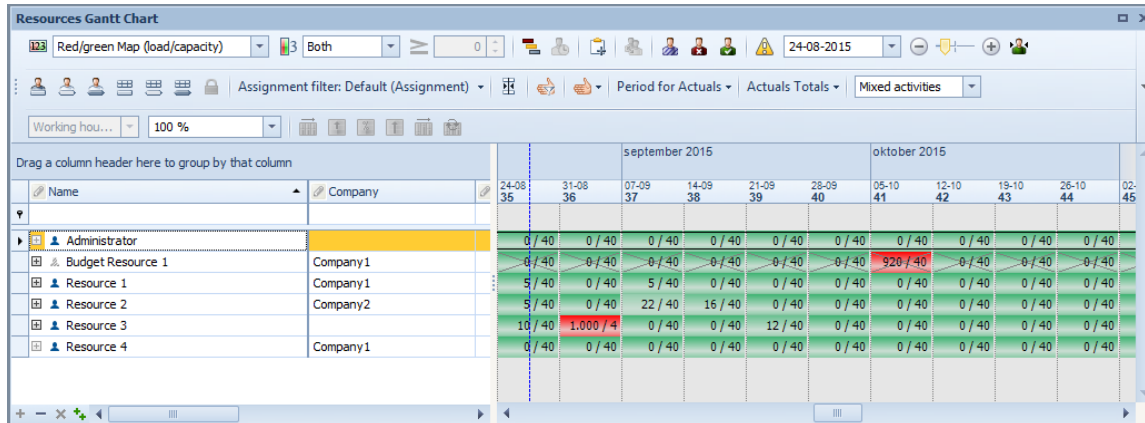 Resources Gantt Chart
123 Red/green Map (load/capacity) 3 Both 0 24-08-2015
Assignment filter: Default (Assignment) Period for Actuals Actuals Totals Mixed activities
Working hou... 100 %
Drag a column header here to group by that column
september 2015 oktober 2015
Name Company
24-08 31-08 07-09 14-09 21-09 28-09 05-10 12-10 19-10 26-10 02-
35 36 37 38 39 40 41 42 43 44 45
Administrator 0 / 40 0 / 40 0 / 40 0 / 40 0 / 40 0 / 40 0 / 40 0 / 40 0 / 40 0 / 40
Budget Resource 1 Company1 0 / 40 0 / 40 0 / 40 0 / 40 0 / 40 0 / 40 920 / 40 0 / 40 0 / 40 0 / 40
Resource 1 Company1 5 / 40 0 / 40 5 / 40 0 / 40 0 / 40 0 / 40 0 / 40 0 / 40 0 / 40 0 / 40
Resource 2 Company2 5 / 40 0 / 40 22 / 40 16 / 40 0 / 40 0 / 40 0 / 40 0 / 40 0 / 40 0 / 40
Resource 3 10 / 40 1.000 / 4 0 / 40 0 / 40 12 / 40 0 / 40 0 / 40 0 / 40 0 / 40 0 / 40
Resource 4 Company1 0 / 40 0 / 40 0 / 40 0 / 40 0 / 40 0 / 40 0 / 40 0 / 40 0 / 40 0 / 40